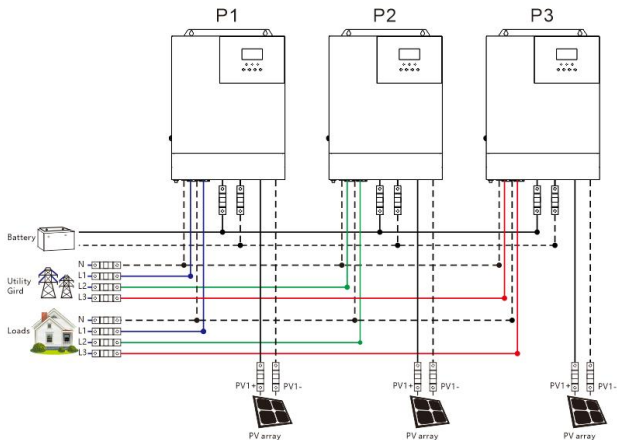 P1 P2 P3
Battery
N
Utility
Gird
L1
L2
L3
N
Loads
L1
L2
L3
PV1+ PV1- PV1+ PV1- PV1+ PV1-
PV array PV array PV array